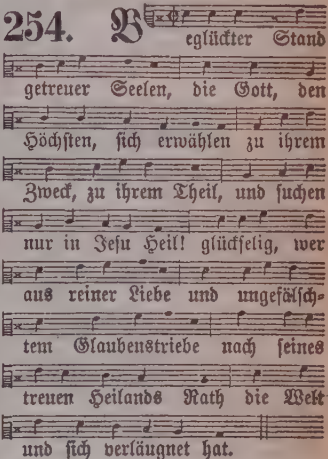 254. Beglückter Stand
getreuer Seelen, die Gott, den
Höchsten, sich erwählen zu ihrem
Zweck, zu ihrem Theil, und suchen
nur in Jesu Heil! glückselig, wer
aus reiner Liebe und ungefälsch-
tem Glaubenstriebe nach seines
treuen Heilands Rath die Welt
und sich verläugnet hat.